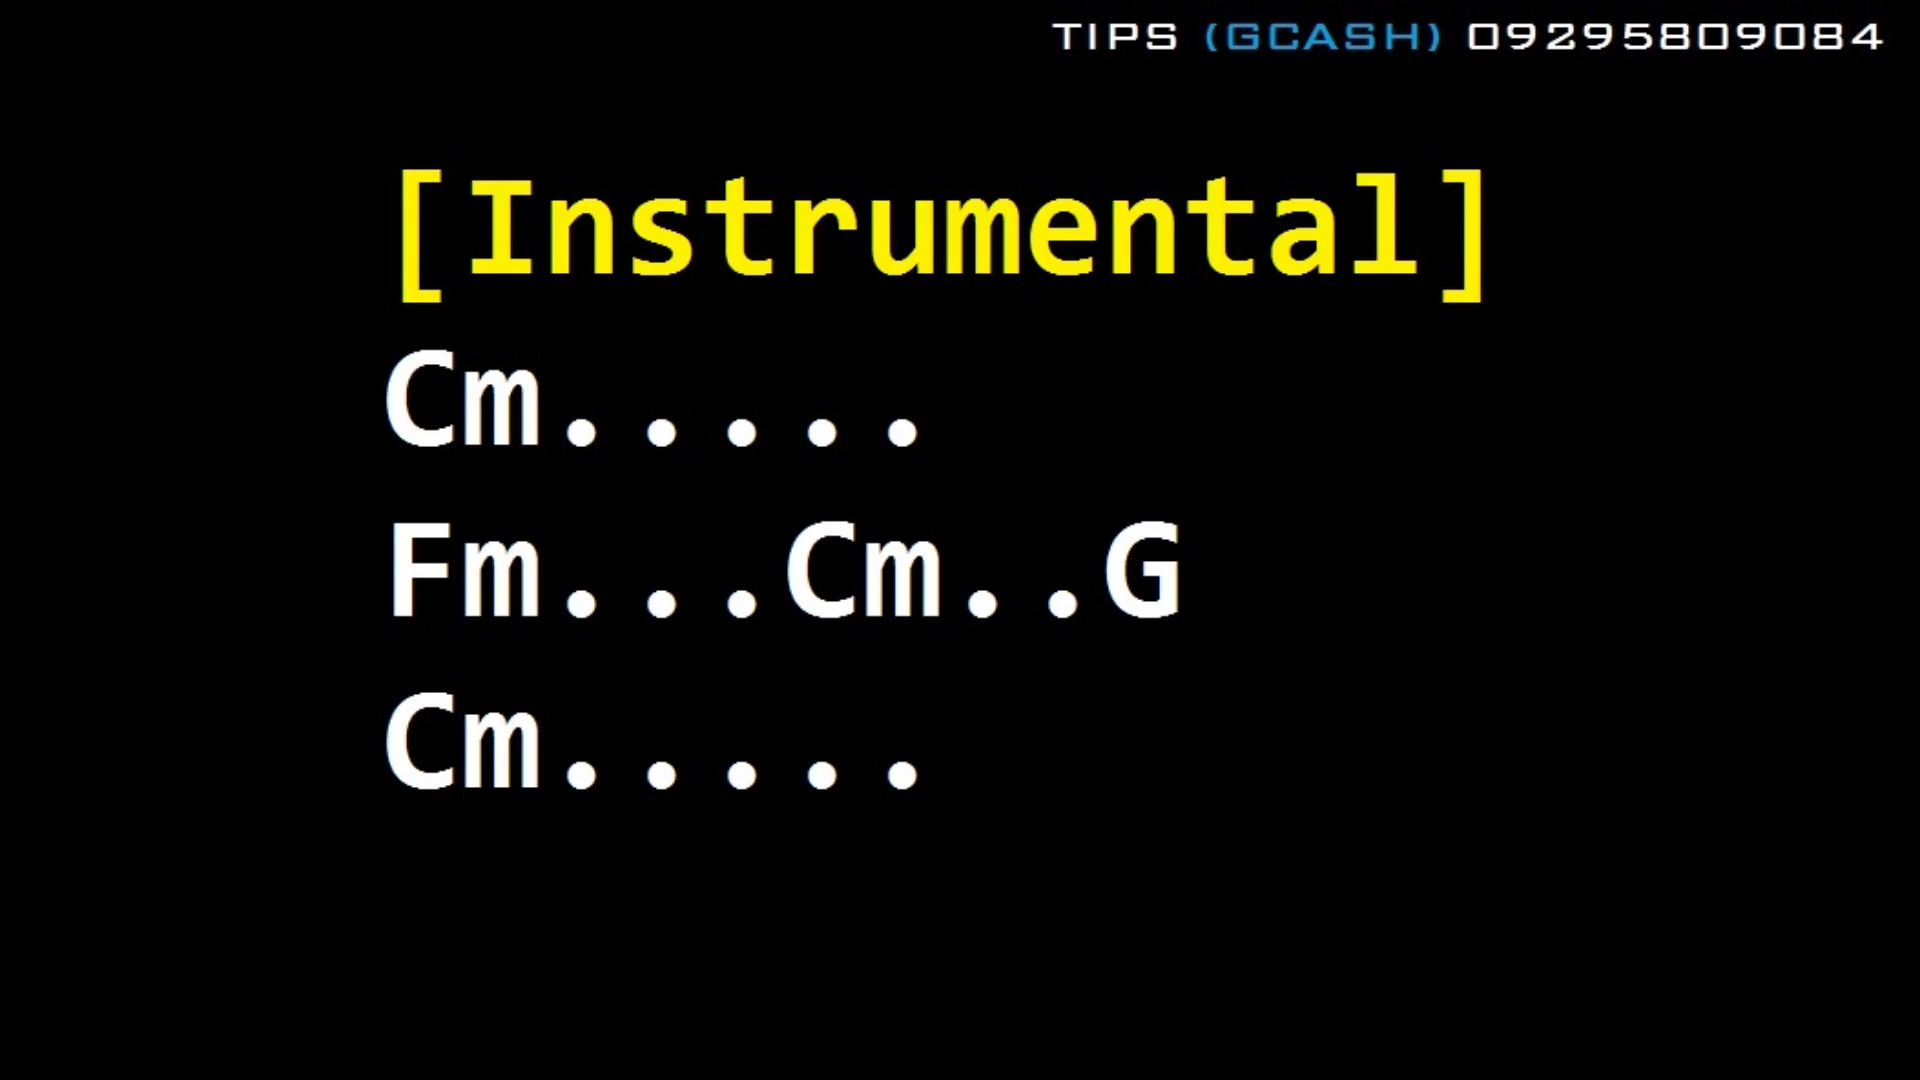 TIPS (GCASH) 09295809084
[Instrumental]
Cm.....
Fm...Cm..G
Cm.....